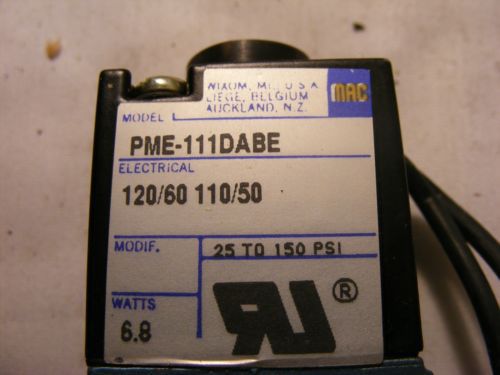 WIXOM, MI., U.S.A.
LIEGE, BELGIUM
AUCKLAND, N.Z.
MAC
MODEL
PME-111DABE
ELECTRICAL
120/60 110/50
MODIF.
25 TO 150 PSI
WATTS
6.8
RU ®